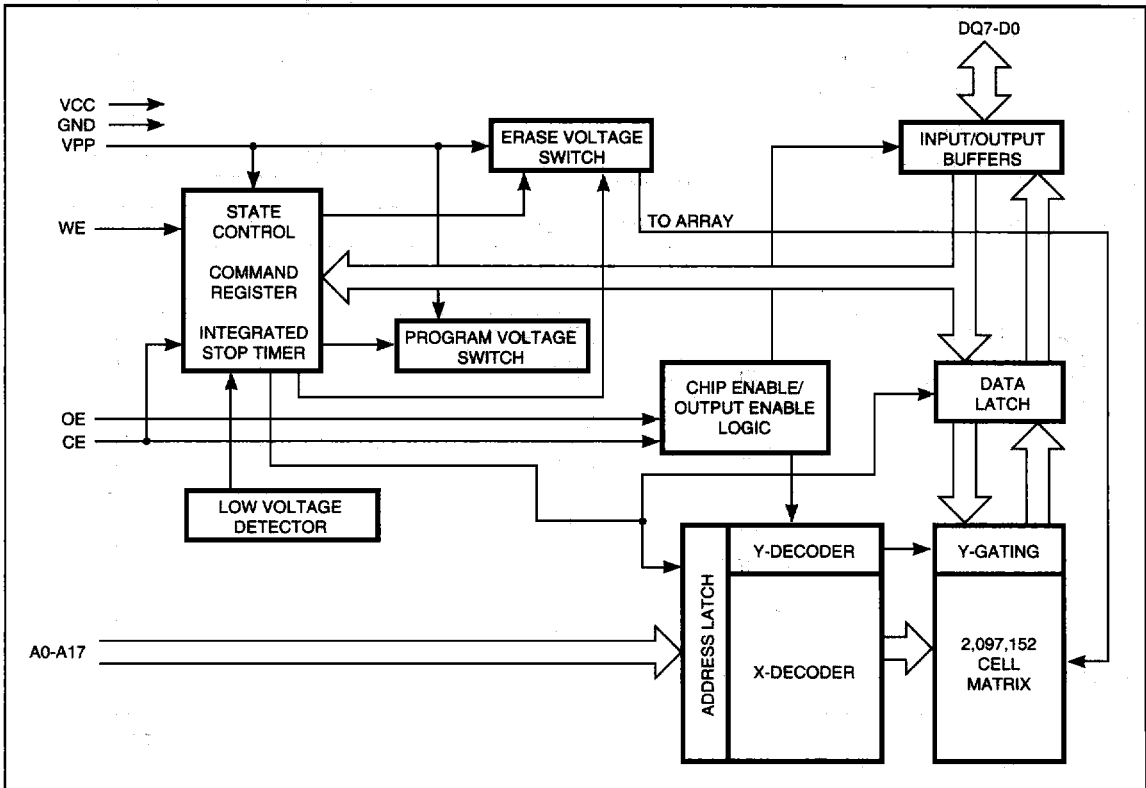 DQ7-D0
VCC
GND
VPP
ERASE VOLTAGE
SWITCH
INPUT/OUTPUT
BUFFERS
WE
STATE
CONTROL
COMMAND
REGISTER
INTEGRATED
STOP TIMER
TO ARRAY
PROGRAM VOLTAGE
SWITCH
CHIP ENABLE/
OUTPUT ENABLE
LOGIC
DATA
LATCH
OE
CE
LOW VOLTAGE
DETECTOR
ADDRESS LATCH
Y-DECODER
Y-GATING
A0-A17
X-DECODER
2,097,152
CELL
MATRIX